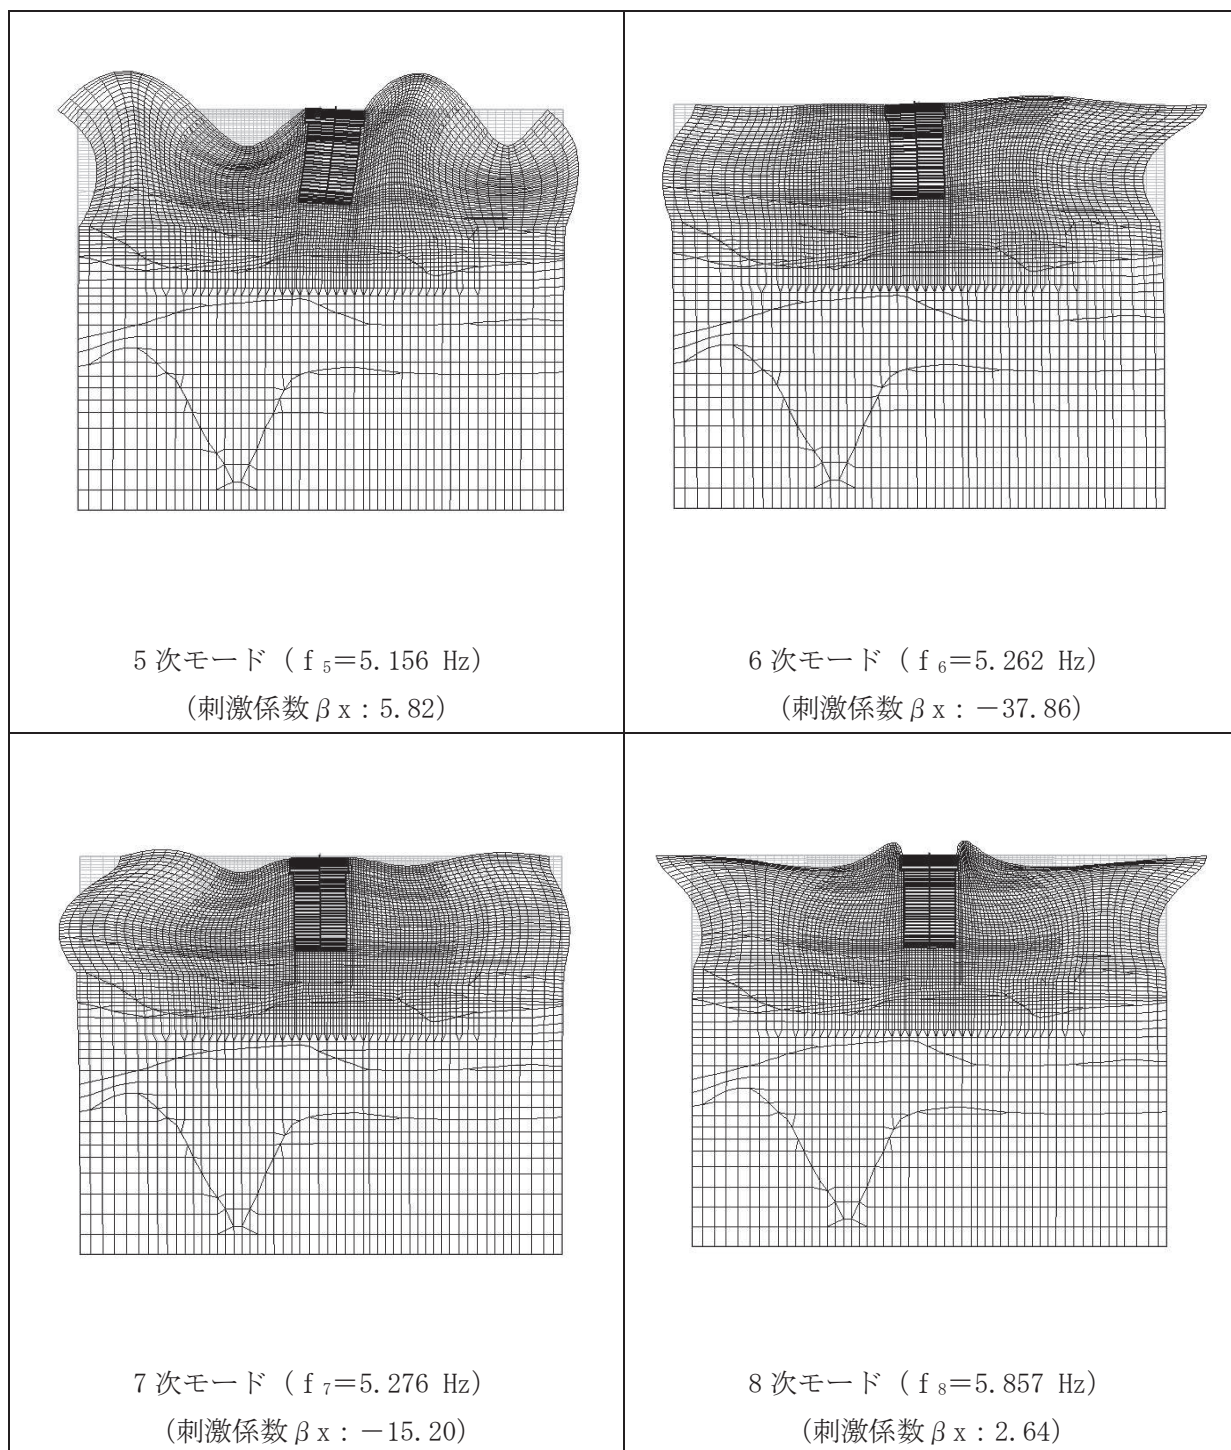 5次モード（f₅＝5.156 Hz）
（刺激係数βx：5.82）
6次モード（f₆＝5.262 Hz）
（刺激係数βx：－37.86）
7次モード（f₇＝5.276 Hz）
（刺激係数βx：－15.20）
8次モード（f₈＝5.857 Hz）
（刺激係数βx：2.64）